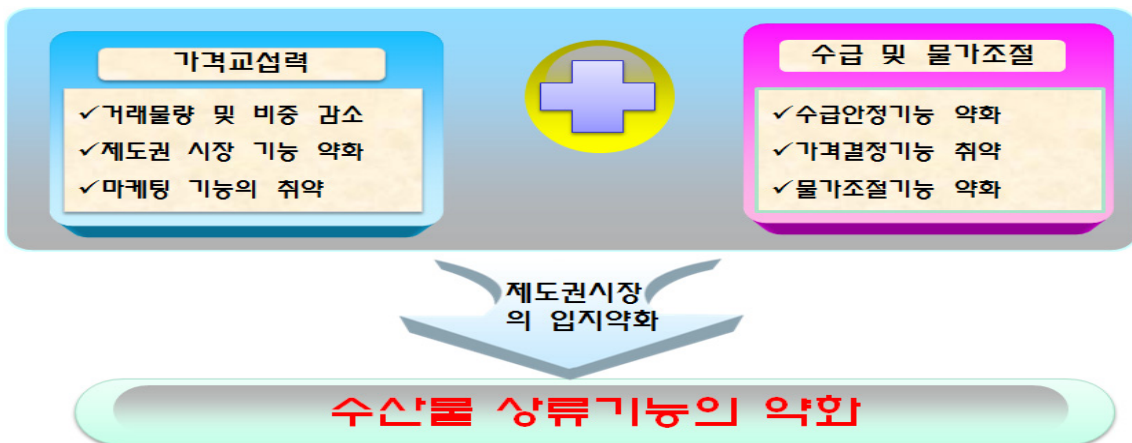 가격교섭력
✓거래물량 및 비중 감소
✓제도권 시장 기능 약화
✓마케팅 기능의 취약
수급 및 물가조절
✓수급안정기능 약화
✓가격결정기능 취약
✓물가조절기능 약화
제도권시장
의 입지약화
수산물 상류기능의 약화